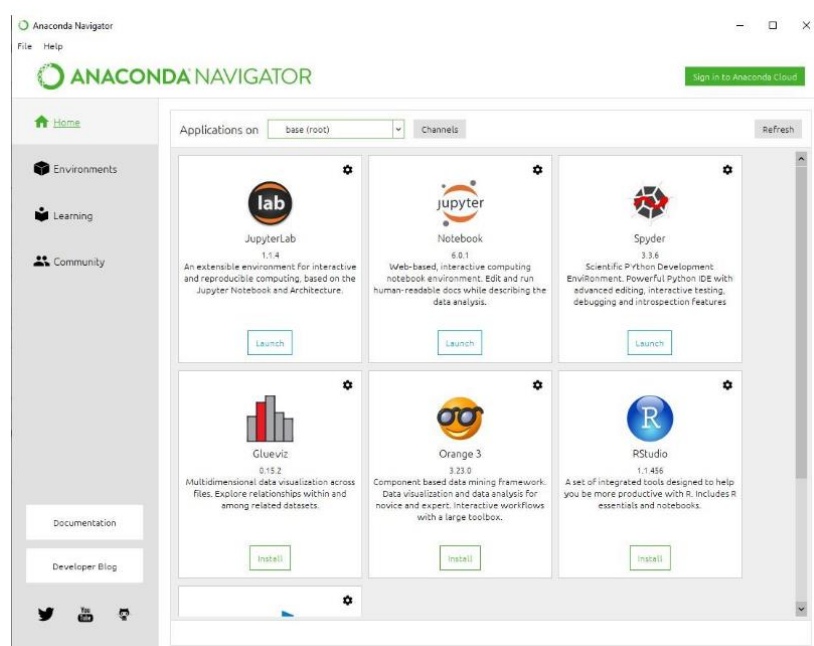 Anaconda Navigator
File Help
ANACONDA NAVIGATOR
Sign in to Anaconda Cloud
Home
Environments
Learning
Community
Documentation
Developer Blog
You
Tube
Applications on base (root) Channels Refresh
lab
JupyterLab
1.1.4
An extensible environment for interactive
and reproducible computing, based on the
Jupyter Notebook and Architecture.
Launch
jupyter
Notebook
6.0.1
Web-based, interactive computing
notebook environment. Edit and run
human-readable docs while describing the
data analysis.
Launch
Spyder
3.3.6
Scientific PYthon Development
EnviRonment. Powerful Python IDE with
advanced editing, interactive testing,
debugging and introspection features
Launch
Glueviz
0.15.2
Multidimensional data visualization across
files. Explore relationships within and
among related datasets.
Install
Orange 3
3.23.0
Component based data mining framework.
Data visualization and data analysis for
novice and expert. Interactive workflows
with a large toolbox.
Install
R
RStudio
1.1.456
A set of integrated tools designed to help
you be more productive with R. Includes R
essentials and notebooks.
Install